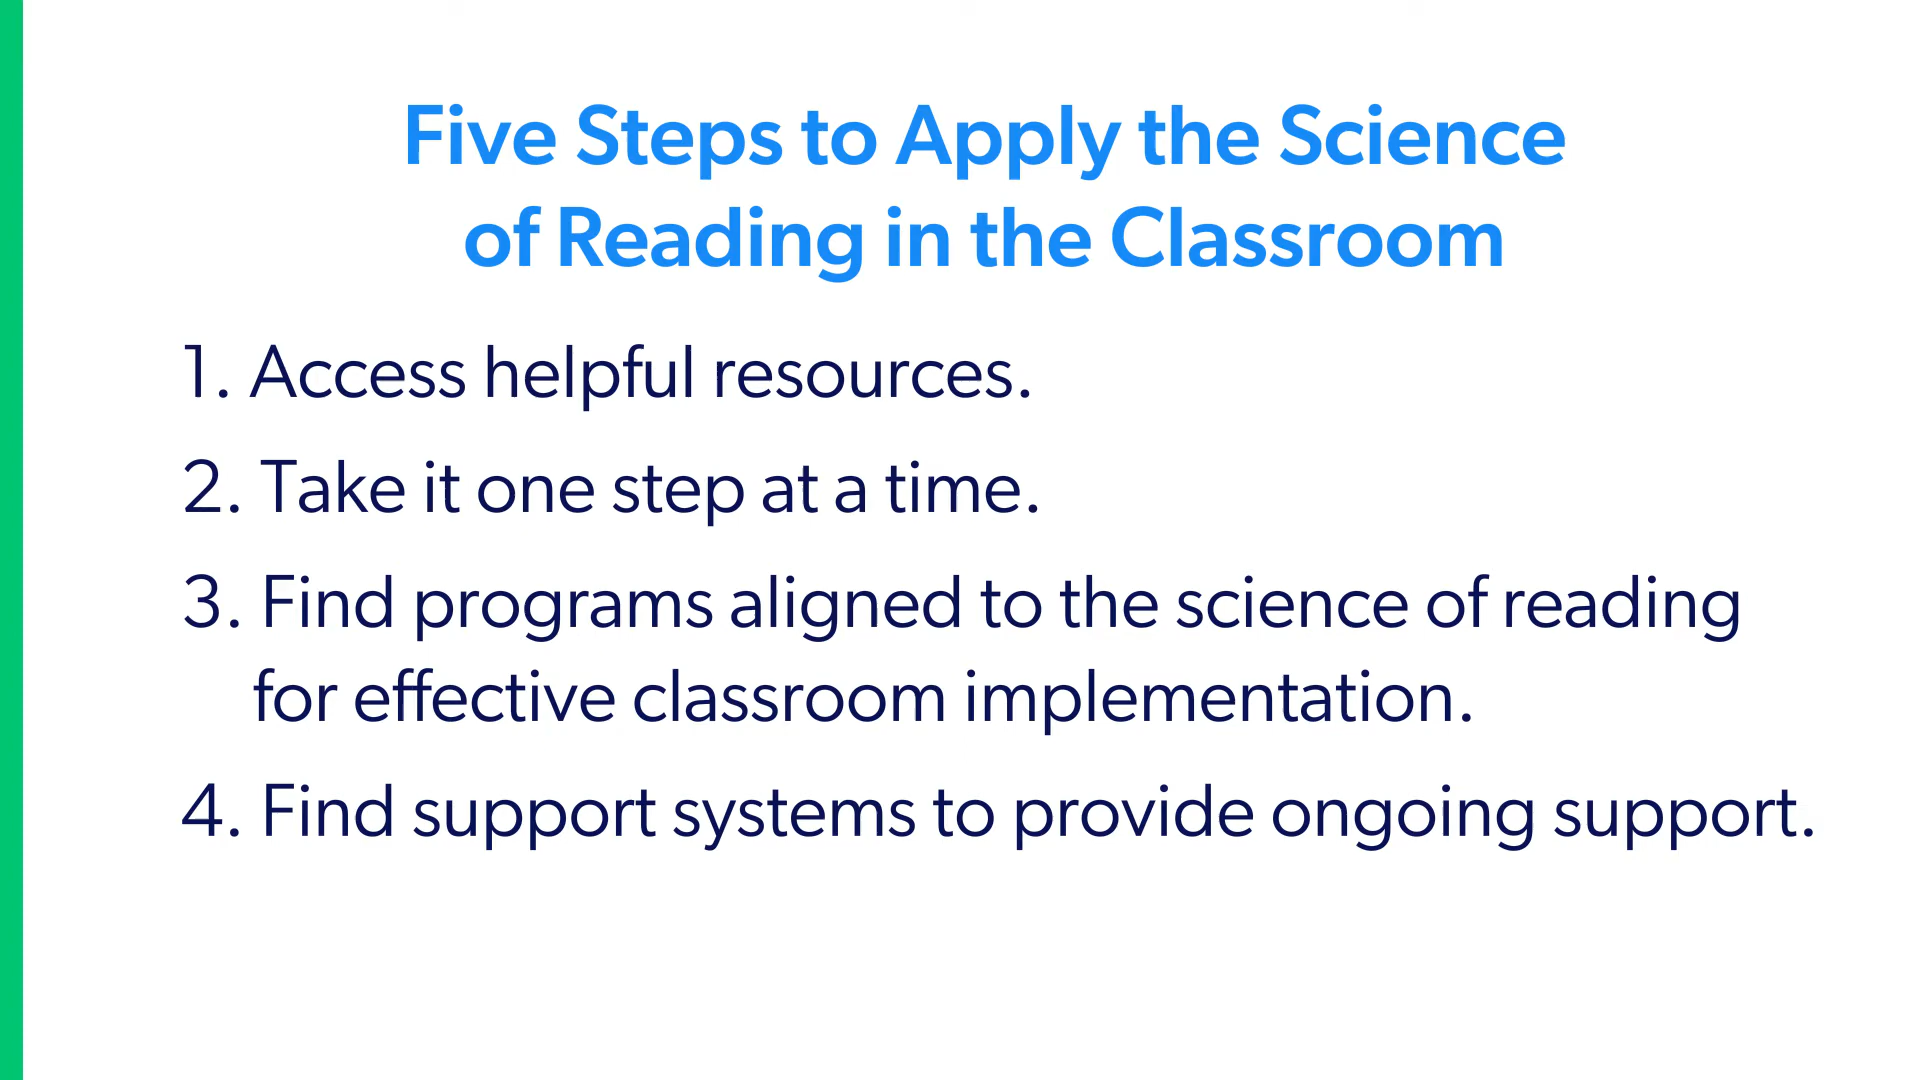 Five Steps to Apply the Science
of Reading in the Classroom
1. Access helpful resources.
2. Take it one step at a time.
3. Find programs aligned to the science of reading
for effective classroom implementation.
4. Find support systems to provide ongoing support.